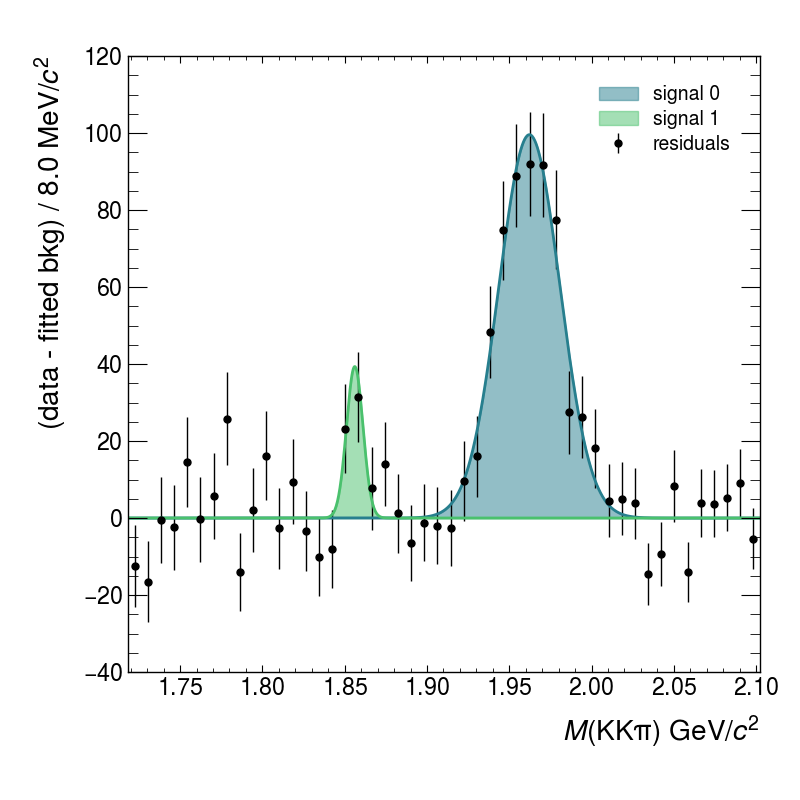 (data - fitted bkg) / 8.0 MeV/c²
120
100
80
60
40
20
0
−20
−40
signal 0
signal 1
residuals
1.75 1.80 1.85 1.90 1.95 2.00 2.05 2.10
M(KKπ) GeV/c²